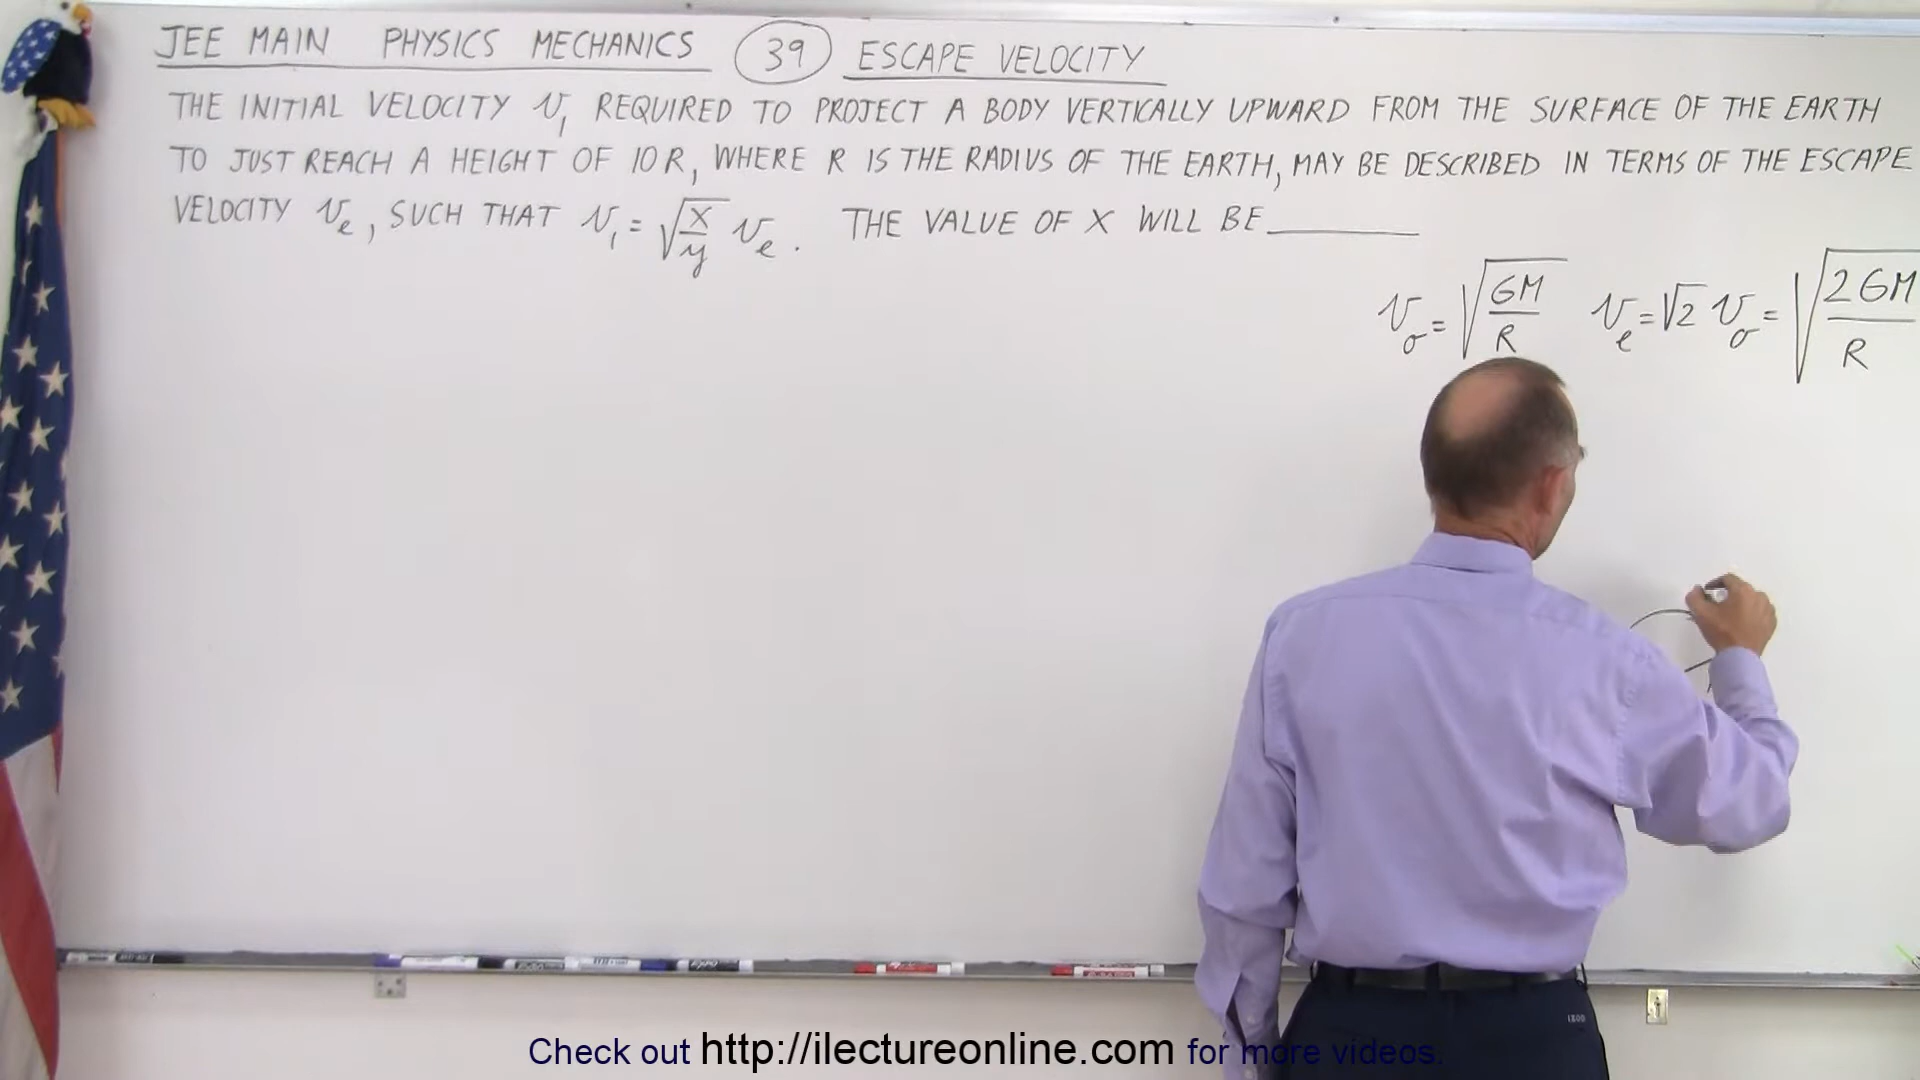 JEE MAIN PHYSICS MECHANICS 39 ESCAPE VELOCITY
THE INITIAL VELOCITY v₁ REQUIRED TO PROJECT A BODY VERTICALLY UPWARD FROM THE SURFACE OF THE EARTH
TO JUST REACH A HEIGHT OF 10R, WHERE R IS THE RADIUS OF THE EARTH, MAY BE DESCRIBED IN TERMS OF THE ESCAPE
VELOCITY vₑ, SUCH THAT v₁ = √(x/y) vₑ. THE VALUE OF X WILL BE ______
v₀ = √(GM/R) vₑ = √2 v₀ = √(2GM/R)
IZOD
Check out http://ilectureonline.com for more videos.